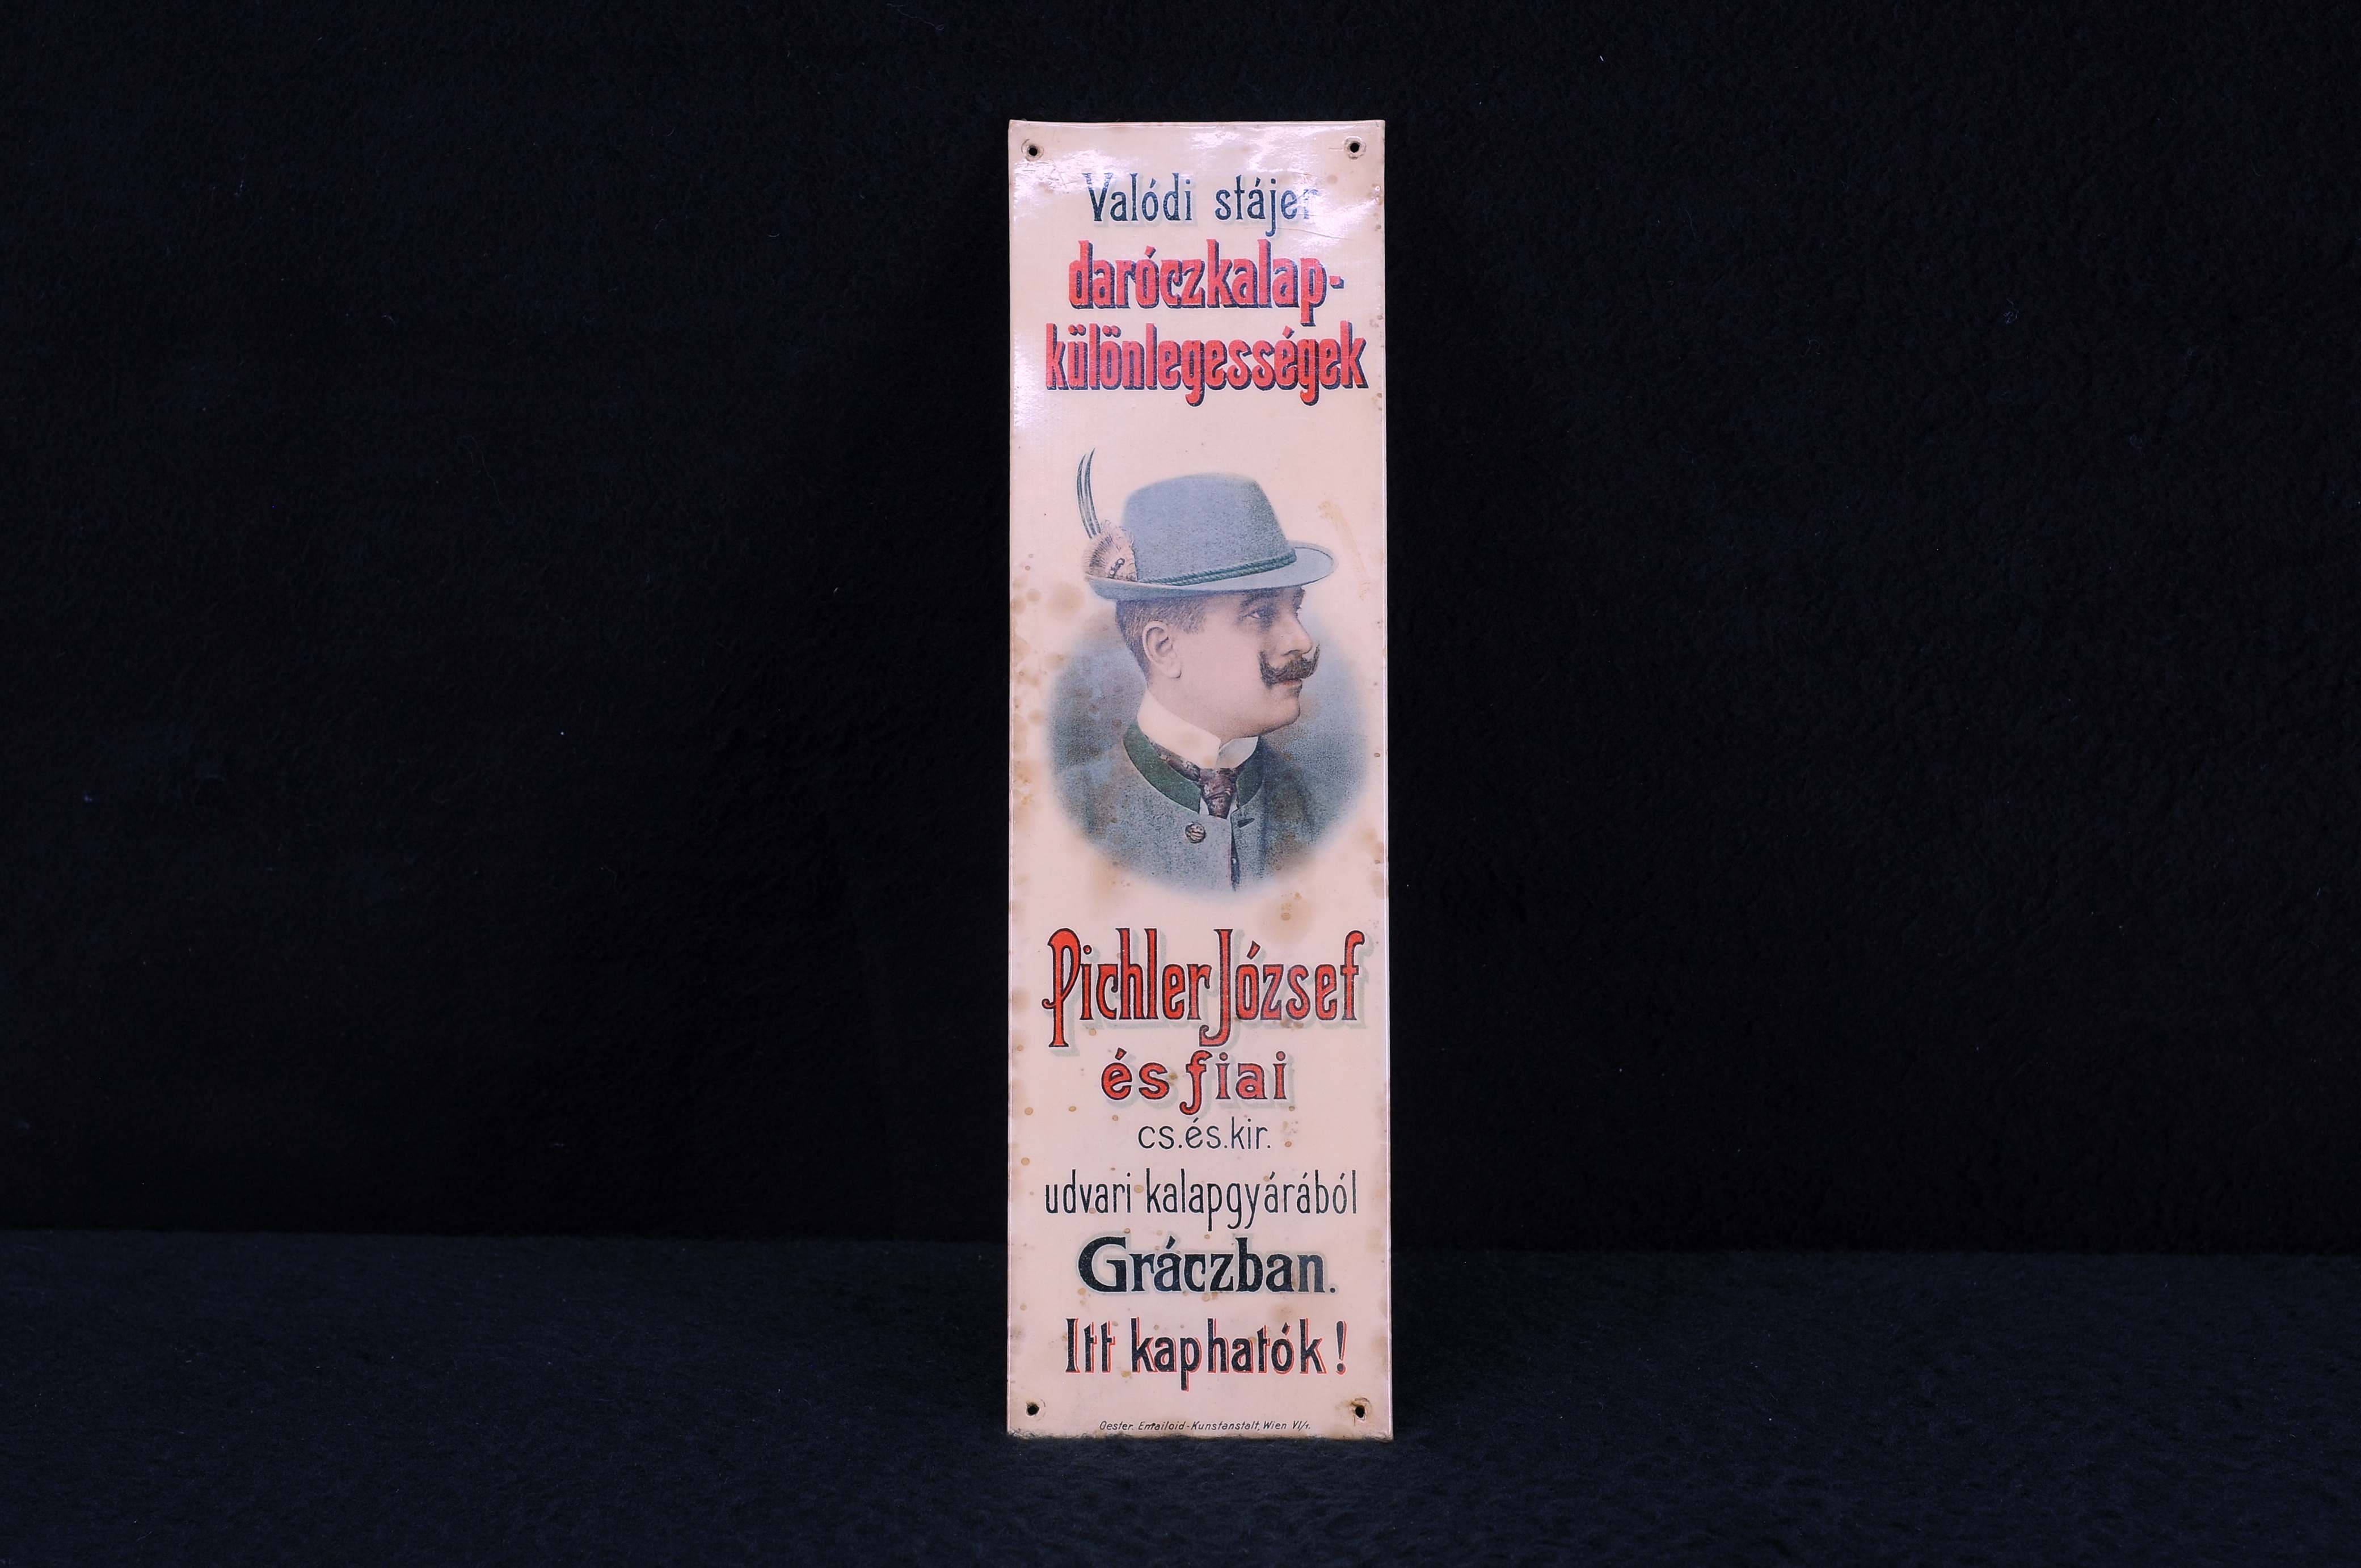 Valódi stájer
daróczkalap-
különlegességek
Pichler József
és fiai
cs.és.kir.
udvari kalapgyárából
Gráczban.
Itt kaphatók!
Oester. Emailoid-Kunstanstalt, Wien VI/1.